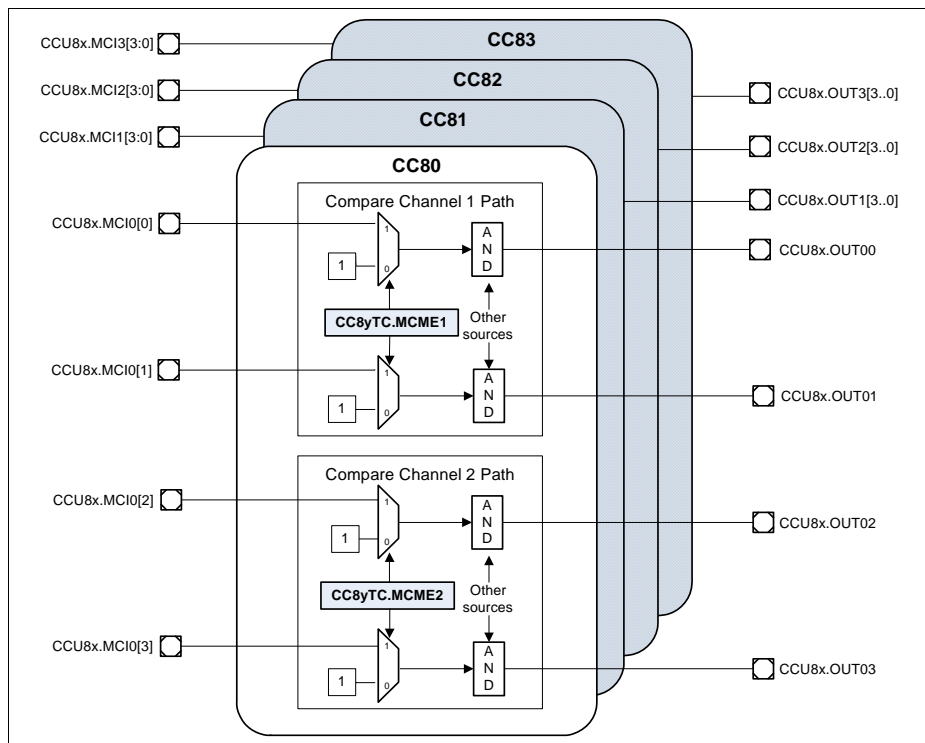 CCU8x.MCI3[3:0]
CC83
CCU8x.MCI2[3:0]
CC82
CCU8x.OUT3[3..0]
CCU8x.MCI1[3:0]
CC81
CCU8x.OUT2[3..0]
CC80
CCU8x.OUT1[3..0]
Compare Channel 1 Path
CCU8x.MCI0[0]
1
0
1
AND
CCU8x.OUT00
CC8yTC.MCME1
Other
sources
CCU8x.MCI0[1]
1
0
1
AND
CCU8x.OUT01
Compare Channel 2 Path
CCU8x.MCI0[2]
1
0
1
AND
CCU8x.OUT02
CC8yTC.MCME2
Other
sources
CCU8x.MCI0[3]
1
0
1
AND
CCU8x.OUT03